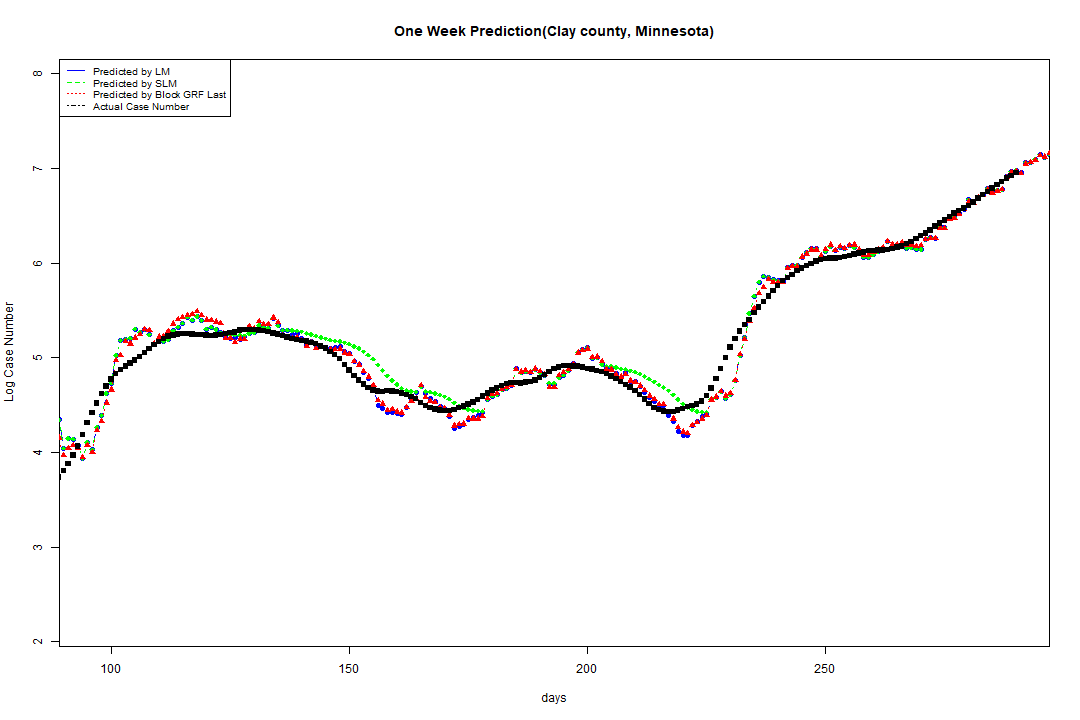 One Week Prediction(Clay county, Minnesota)
Predicted by LM
Predicted by SLM
Predicted by Block GRF Last
Actual Case Number
8
7
6
5
4
3
2
Log Case Number
100 150 200 250
days